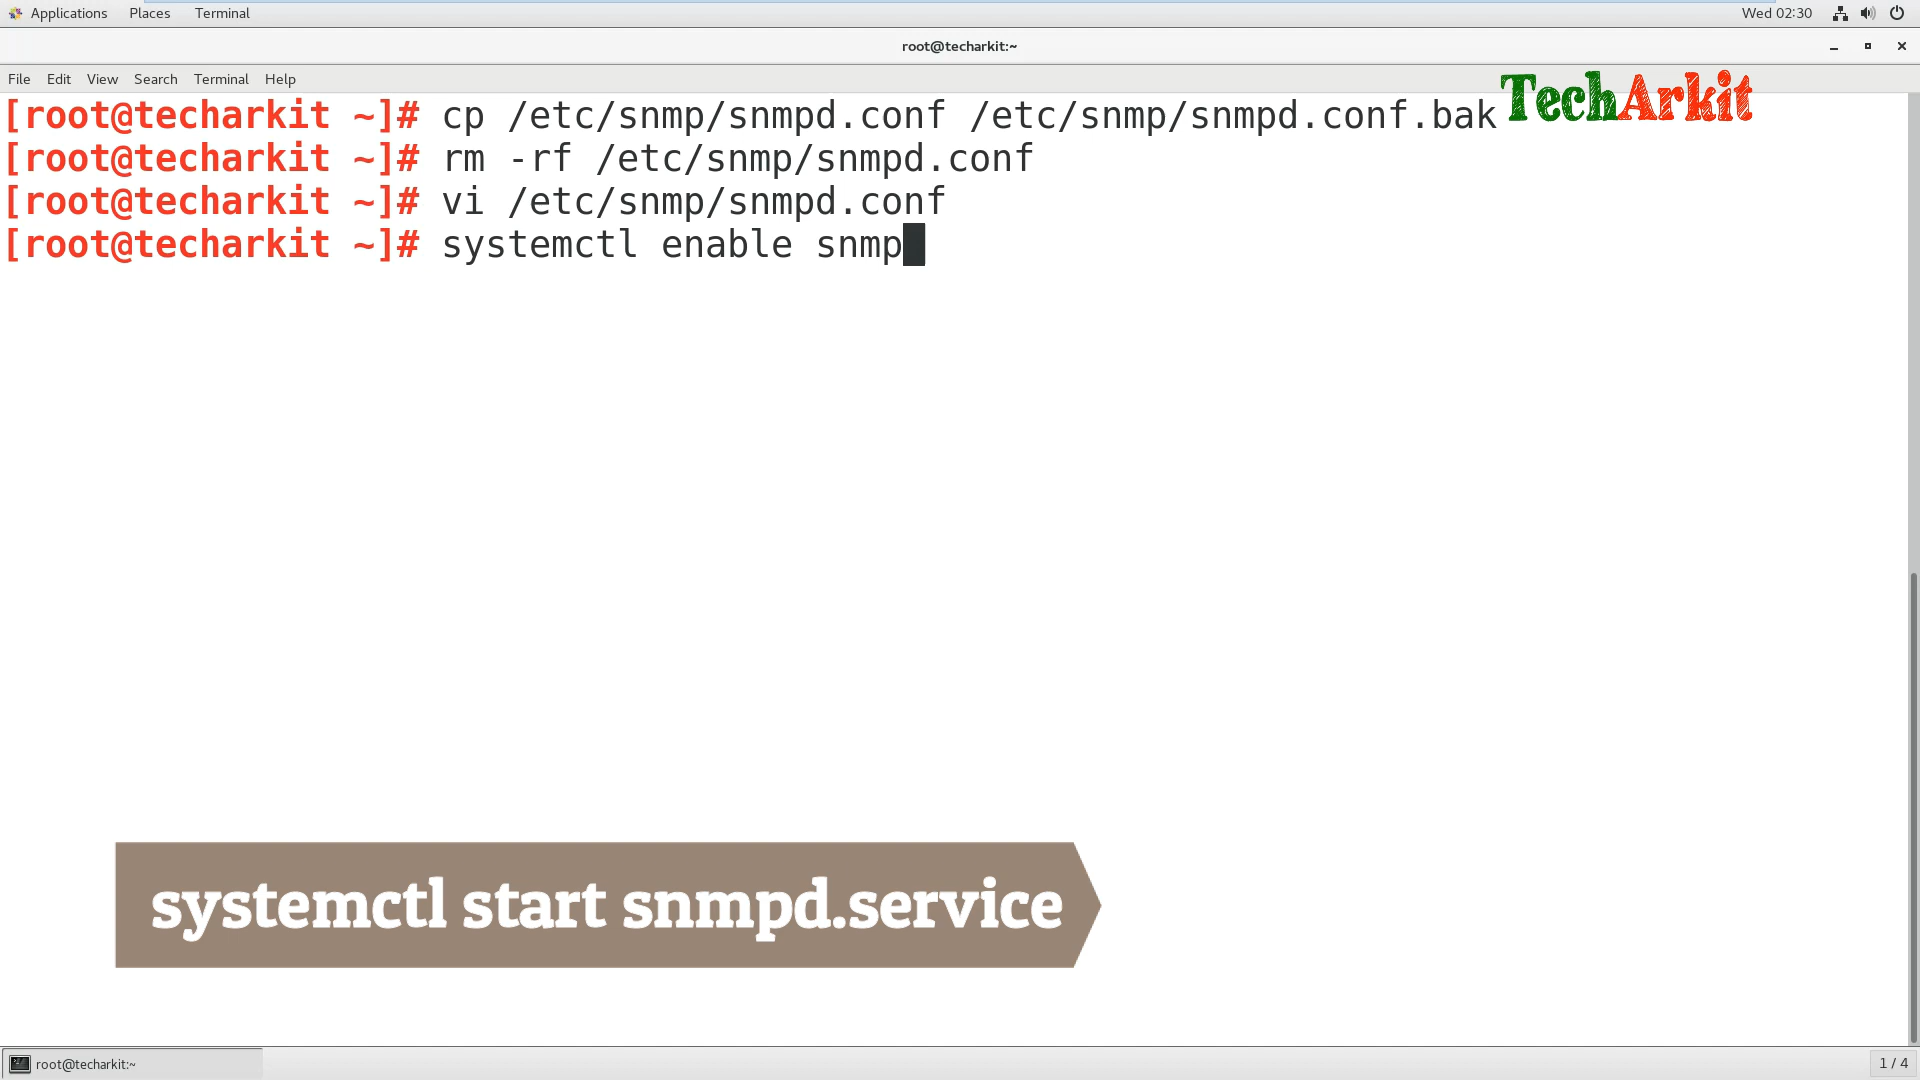 Applications Places Terminal Wed 02:30
root@techarkit:~
File Edit View Search Terminal Help
TechArkit
[root@techarkit ~]# cp /etc/snmp/snmpd.conf /etc/snmp/snmpd.conf.bak
[root@techarkit ~]# rm -rf /etc/snmp/snmpd.conf
[root@techarkit ~]# vi /etc/snmp/snmpd.conf
[root@techarkit ~]# systemctl enable snmp
systemctl start snmpd.service
root@techarkit:~ 1 / 4